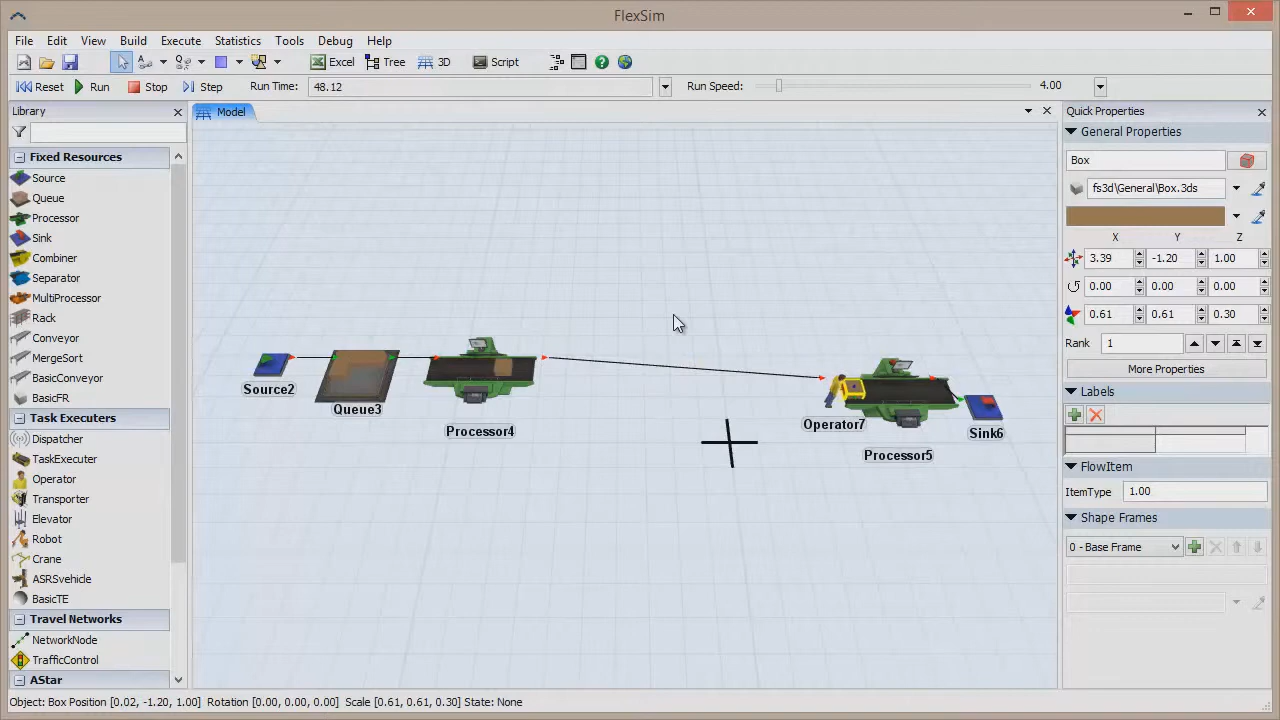 FlexSim
File Edit View Build Execute Statistics Tools Debug Help
Excel Tree 3D Script
Reset Run Stop Step Run Time: 48.12 Run Speed: 4.00
Library
Fixed Resources
Source
Queue
Processor
Sink
Combiner
Separator
MultiProcessor
Rack
Conveyor
MergeSort
BasicConveyor
BasicFR
Task Executers
Dispatcher
TaskExecuter
Operator
Transporter
Elevator
Robot
Crane
ASRSvehicle
BasicTE
Travel Networks
NetworkNode
TrafficControl
AStar
Model
Source2
Queue3
Processor4
Operator7
Processor5
Sink6
Quick Properties
General Properties
Box
fs3d\General\Box.3ds
X Y Z
3.39 -1.20 1.00
0.00 0.00 0.00
0.61 0.61 0.30
Rank 1
More Properties
Labels
FlowItem
ItemType 1.00
Shape Frames
0 - Base Frame
Object: Box Position [0.02, -1.20, 1.00] Rotation [0.00, 0.00, 0.00] Scale [0.61, 0.61, 0.30] State: None